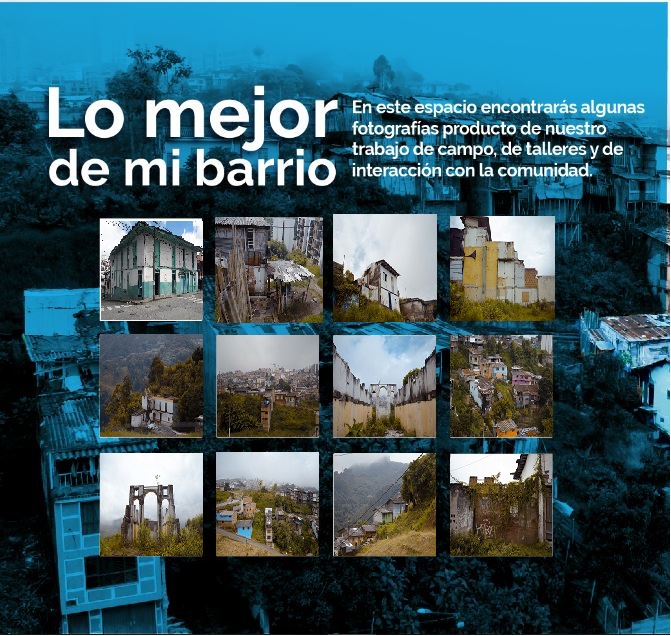 Lo mejor
de mi barrio
En este espacio encontrarás algunas
fotografías producto de nuestro
trabajo de campo, de talleres y de
interacción con la comunidad.